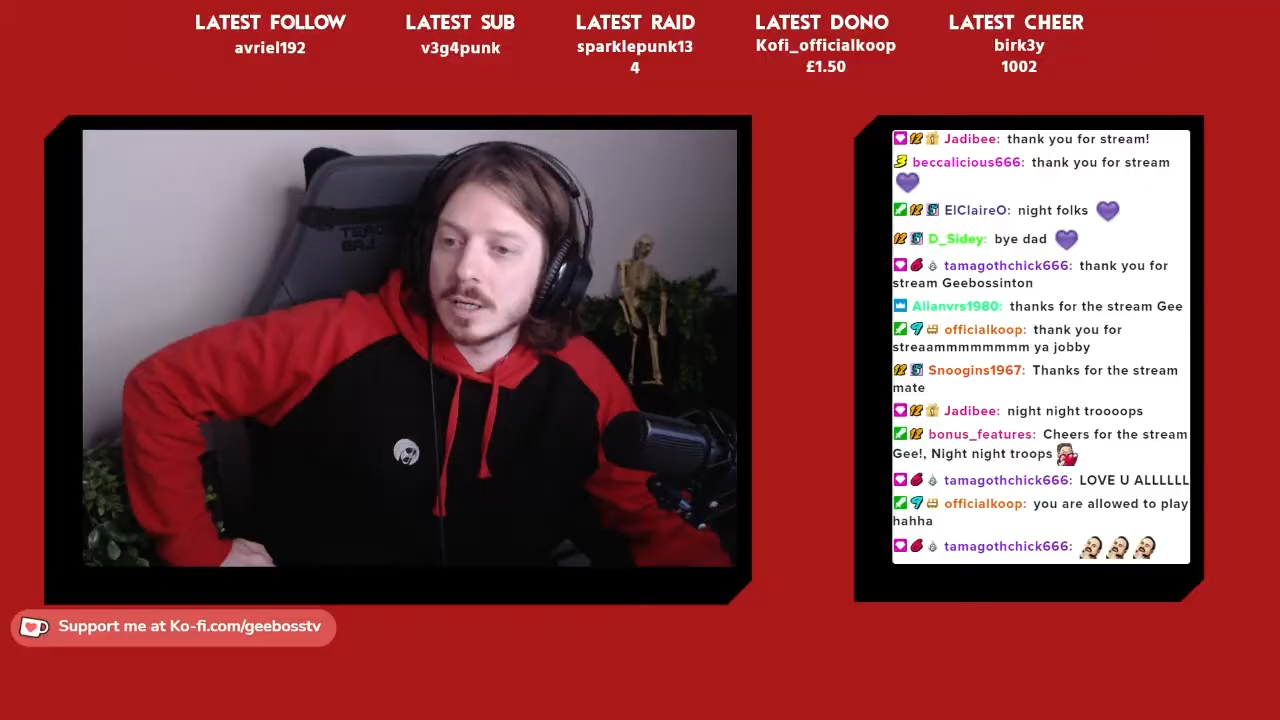 LATEST FOLLOW
avriel192
LATEST SUB
v3g4punk
LATEST RAID
sparklepunk13
4
LATEST DONO
Kofi_officialkoop
£1.50
LATEST CHEER
birk3y
1002
Jadibee: thank you for stream!
beccalicious666: thank you for stream
ElClaireO: night folks
D_Sidey: bye dad
tamagothchick666: thank you for
stream Geebossinton
Allanvrs1980: thanks for the stream Gee
officialkoop: thank you for
streaammmmmmmm ya jobby
Snoogins1967: Thanks for the stream
mate
Jadibee: night night troooops
bonus_features: Cheers for the stream
Gee!, Night night troops
tamagothchick666: LOVE U ALLLLLL
officialkoop: you are allowed to play
hahha
tamagothchick666:
Support me at Ko-fi.com/geebosstv